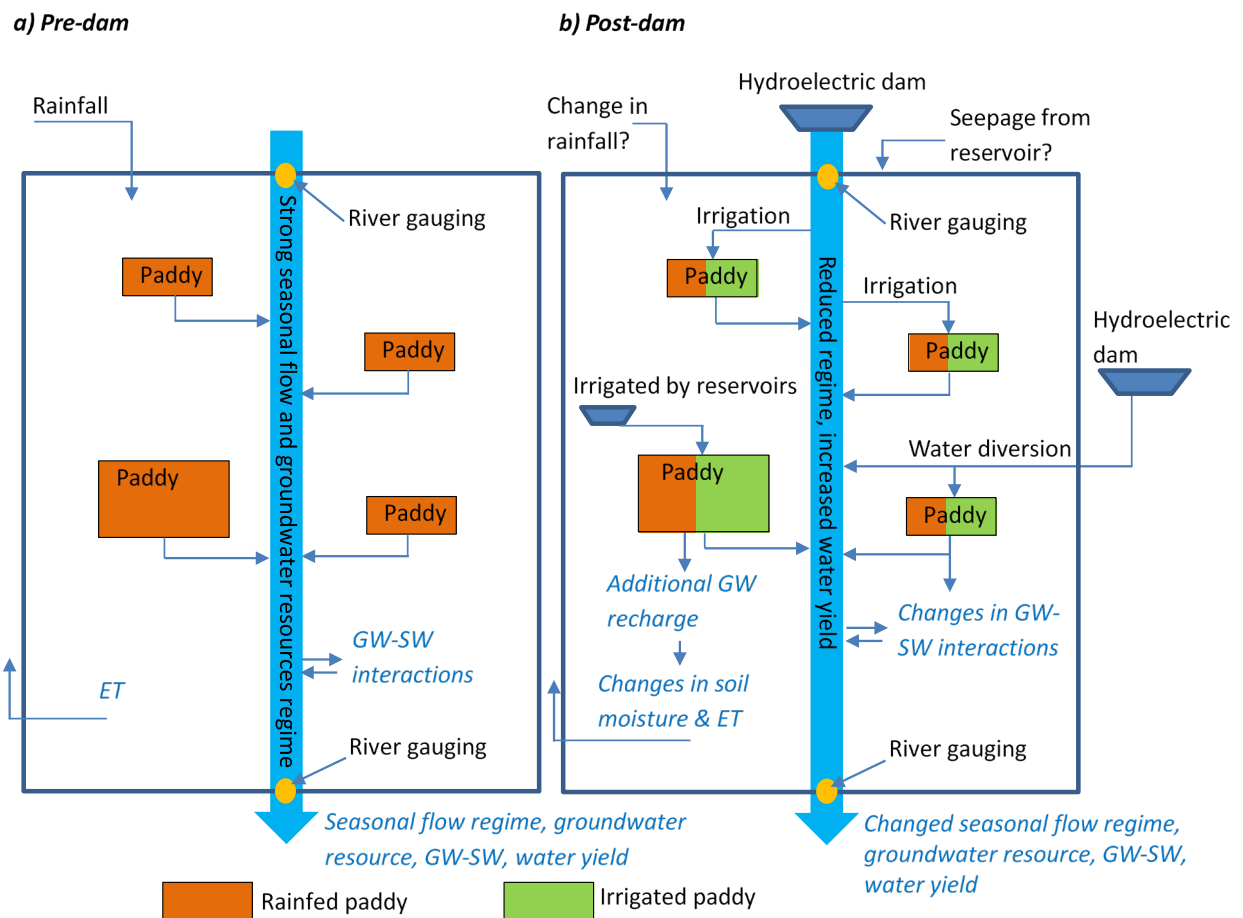 a) Pre-dam
Rainfall
River gauging
Strong seasonal flow and groundwater resources regime
Paddy
Paddy
Paddy
Paddy
GW-SW
interactions
ET
River gauging
Seasonal flow regime, groundwater
resource, GW-SW, water yield
b) Post-dam
Hydroelectric dam
Change in
rainfall?
Seepage from
reservoir?
River gauging
Irrigation
Paddy
Reduced regime, increased water yield
Irrigation
Paddy
Hydroelectric
dam
Irrigated by reservoirs
Paddy
Water diversion
Paddy
Additional GW
recharge
Changes in GW-
SW interactions
Changes in soil
moisture & ET
River gauging
Changed seasonal flow regime,
groundwater resource, GW-SW,
water yield
Rainfed paddy
Irrigated paddy